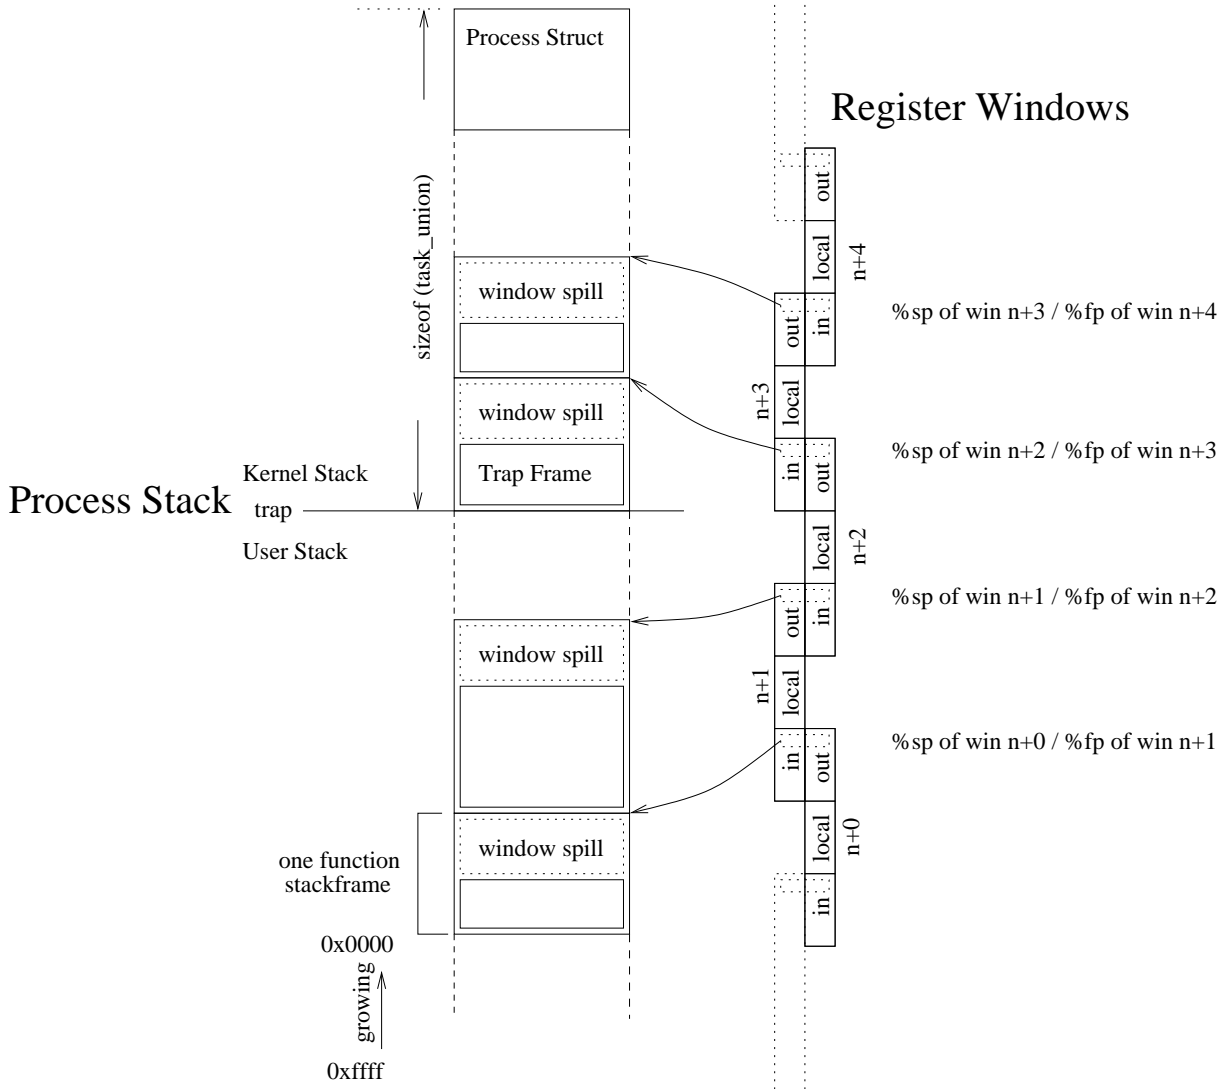 Process Struct
Register Windows
sizeof (task_union)
out
local
n+4
window spill
out
in
%sp of win n+3 / %fp of win n+4
n+3
local
window spill
%sp of win n+2 / %fp of win n+3
in
out
Kernel Stack
Trap Frame
Process Stack
trap
User Stack
local
n+2
%sp of win n+1 / %fp of win n+2
out
in
window spill
n+1
local
%sp of win n+0 / %fp of win n+1
in
out
window spill
local
n+0
one function
stackframe
in
0x0000
growing
0xffff